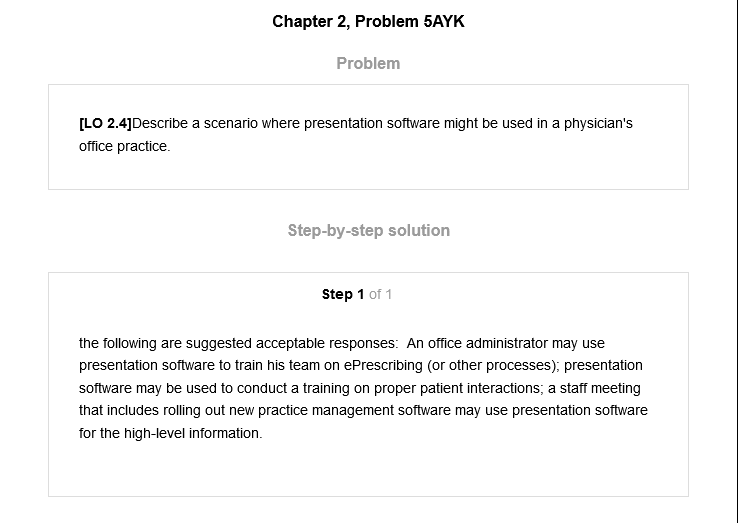 Chapter 2, Problem 5AYK
Problem
[LO 2.4]Describe a scenario where presentation software might be used in a physician's
office practice.
Step-by-step solution
Step 1 of 1
the following are suggested acceptable responses:  An office administrator may use
presentation software to train his team on ePrescribing (or other processes); presentation
software may be used to conduct a training on proper patient interactions; a staff meeting
that includes rolling out new practice management software may use presentation software
for the high-level information.